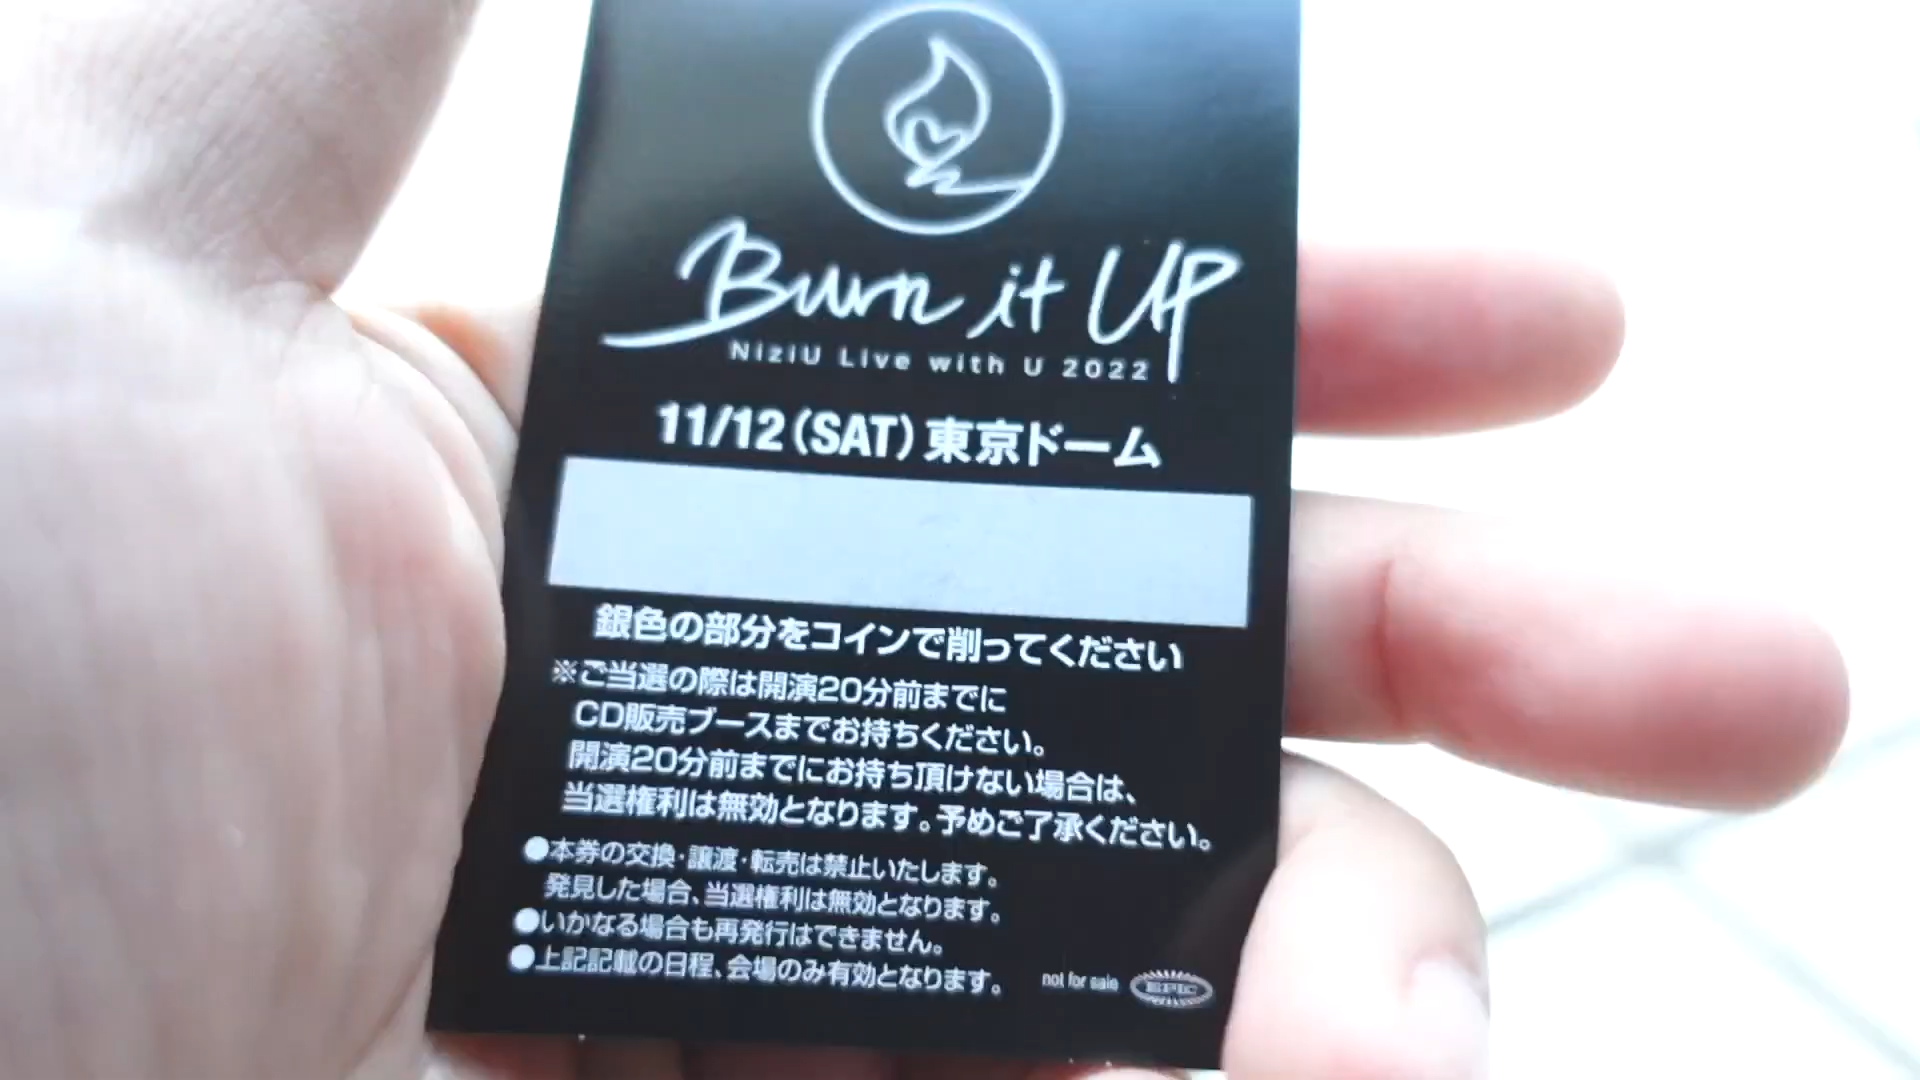 Burn it UP
NiziU Live with U 2022
11/12(SAT)東京ドーム
銀色の部分をコインで削ってください
※ご当選の際は開演20分前までに
CD販売ブースまでお持ちください。
開演20分前までにお持ち頂けない場合は、
当選権利は無効となります。予めご了承ください。
●本券の交換・譲渡・転売は禁止いたします。
発見した場合、当選権利は無効となります。
●いかなる場合も再発行はできません。
●上記記載の日程、会場のみ有効となります。
not for sale
EPIC